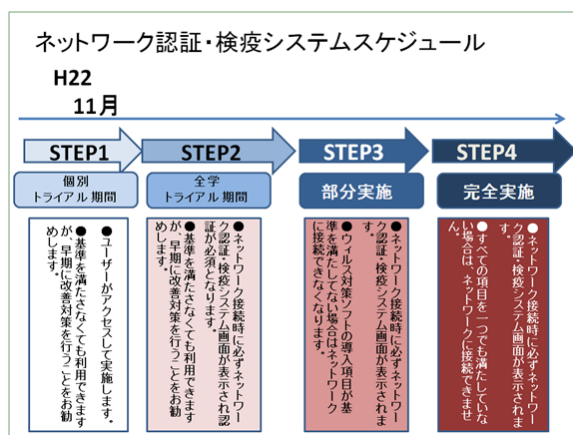 ネットワーク認証・検疫システムスケジュール
H22
11月
STEP1
STEP2
STEP3
STEP4
個別
トライアル期間
全学
トライアル期間
部分実施
完全実施
●ユーザーがアクセスして実施します。
●基準を満たさなくても利用できます
が、早期に改善対策を行うことをお勧
めします。
●ネットワーク接続時に必ずネットワー
ク認証・検疫システム画面が表示され認
証が必須となります。
●基準を満たさなくても利用できます
が、早期に改善対策を行うことをお勧
めします。
●ネットワーク接続時に必ずネットワー
ク認証・検疫システム画面が表示されま
す。
●ウィルス対策ソフトの導入項目が基
準を満たしてない場合はネットワーク
に接続できなくなります。
●ネットワーク接続時に必ずネットワー
ク認証・検疫システム画面が表示されま
す。
●すべての項目を一つでも満たしていな
い場合は、ネットワークに接続できませ
ん。